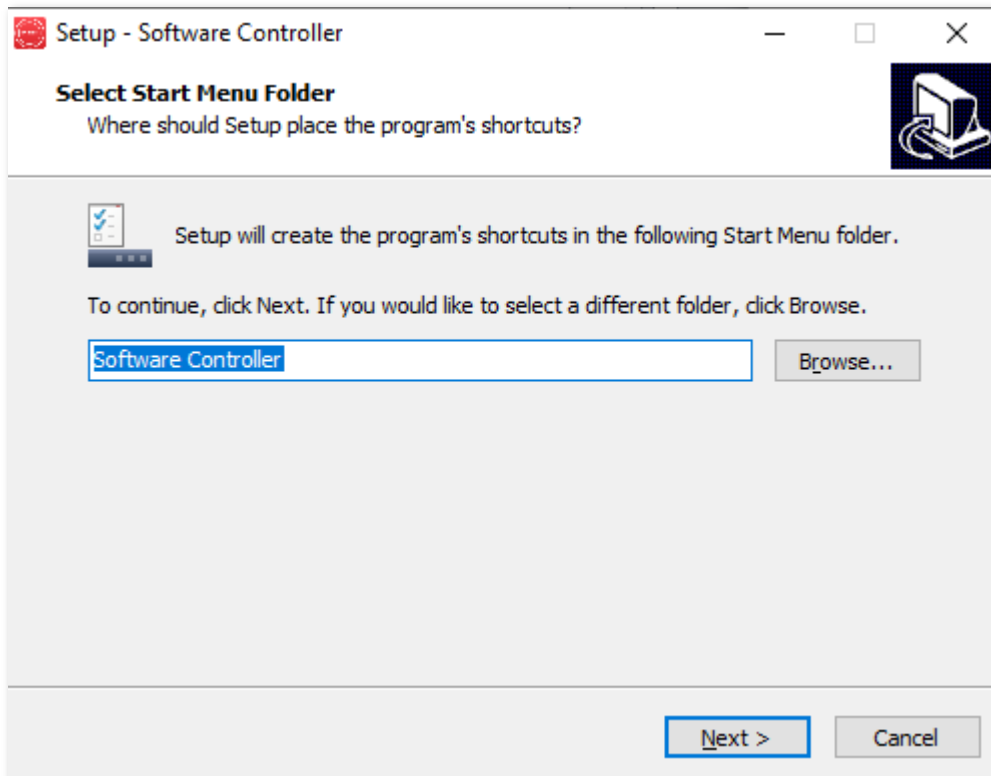 Setup - Software Controller
Select Start Menu Folder
Where should Setup place the program's shortcuts?
Setup will create the program's shortcuts in the following Start Menu folder.
To continue, click Next. If you would like to select a different folder, click Browse.
Software Controller
Browse...
Next >
Cancel